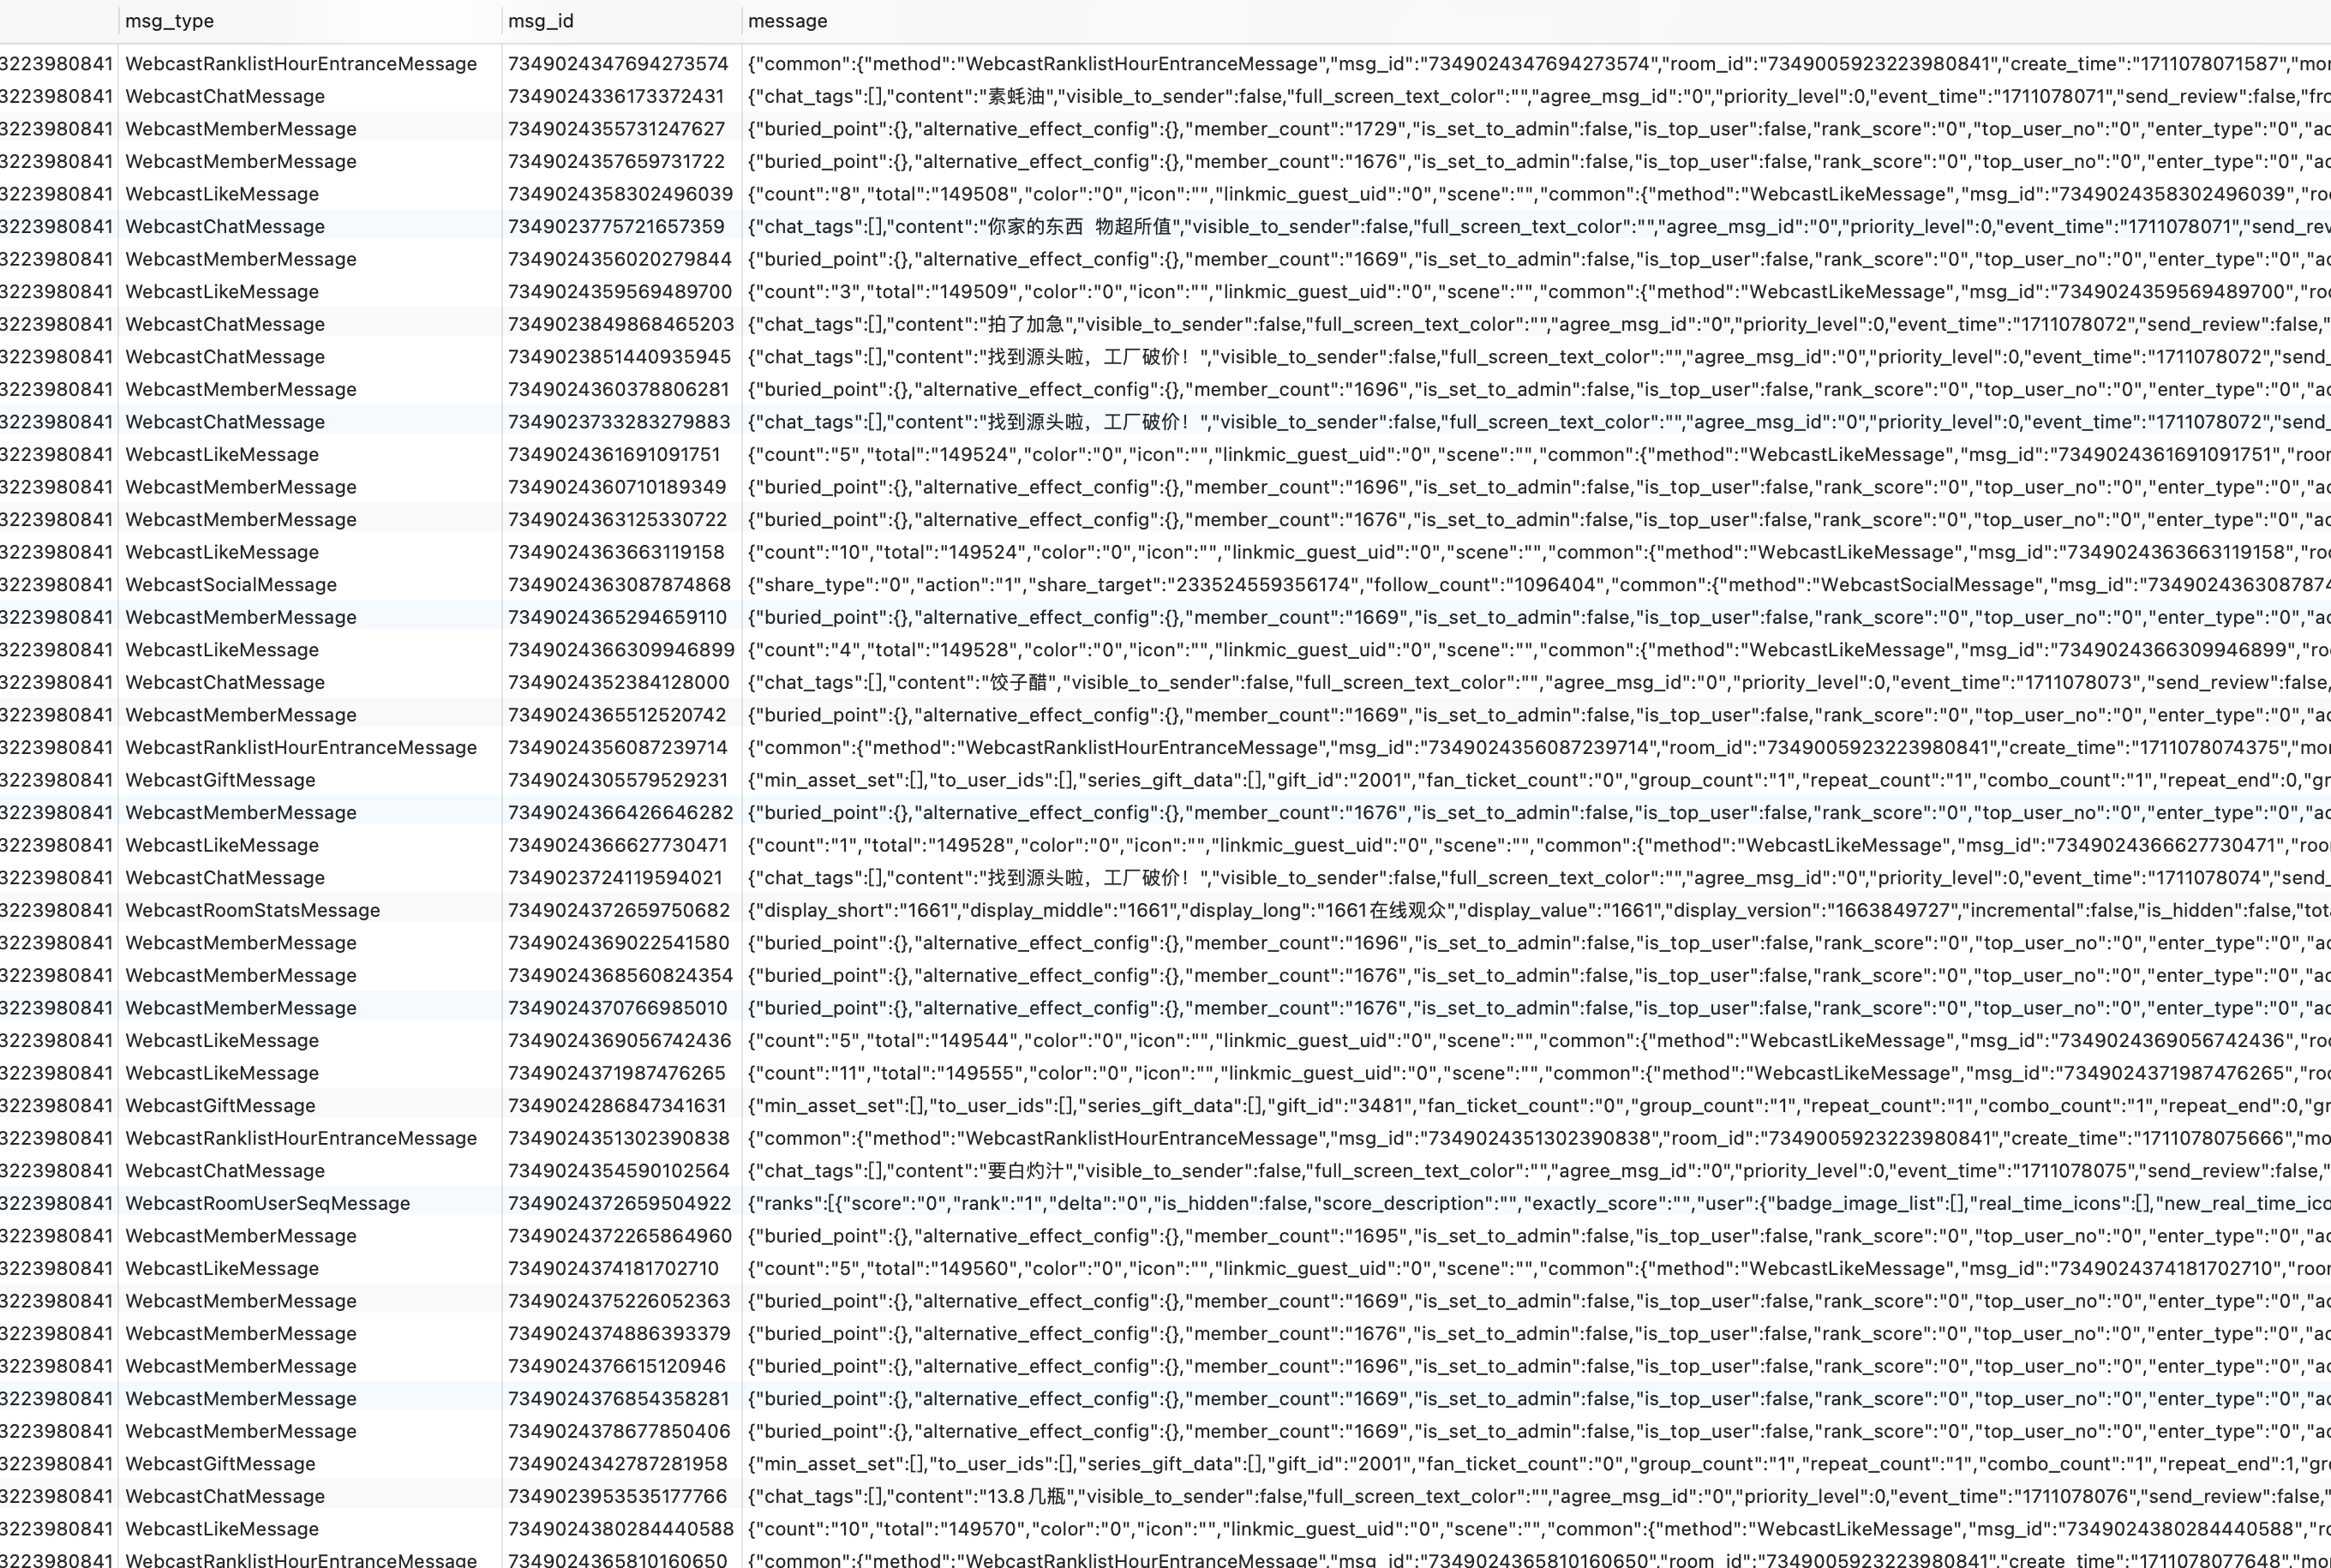 msg_type msg_id message
3223980841 WebcastRanklistHourEntranceMessage 7349024347694273574 {"common":{"method":"WebcastRanklistHourEntranceMessage","msg_id":"7349024347694273574","room_id":"7349005923223980841","create_time":"1711078071587","mor
3223980841 WebcastChatMessage 7349024336173372431 {"chat_tags":[],"content":"素蚝油","visible_to_sender":false,"full_screen_text_color":"","agree_msg_id":"0","priority_level":0,"event_time":"1711078071","send_review":false,"fro
3223980841 WebcastMemberMessage 7349024355731247627 {"buried_point":{},"alternative_effect_config":{},"member_count":"1729","is_set_to_admin":false,"is_top_user":false,"rank_score":"0","top_user_no":"0","enter_type":"0","ac
3223980841 WebcastMemberMessage 7349024357659731722 {"buried_point":{},"alternative_effect_config":{},"member_count":"1676","is_set_to_admin":false,"is_top_user":false,"rank_score":"0","top_user_no":"0","enter_type":"0","ac
3223980841 WebcastLikeMessage 7349024358302496039 {"count":"8","total":"149508","color":"0","icon":"","linkmic_guest_uid":"0","scene":"","common":{"method":"WebcastLikeMessage","msg_id":"7349024358302496039","roo
3223980841 WebcastChatMessage 7349023775721657359 {"chat_tags":[],"content":"你家的东西  物超所值","visible_to_sender":false,"full_screen_text_color":"","agree_msg_id":"0","priority_level":0,"event_time":"1711078071","send_rev
3223980841 WebcastMemberMessage 7349024356020279844 {"buried_point":{},"alternative_effect_config":{},"member_count":"1669","is_set_to_admin":false,"is_top_user":false,"rank_score":"0","top_user_no":"0","enter_type":"0","ac
3223980841 WebcastLikeMessage 7349024359569489700 {"count":"3","total":"149509","color":"0","icon":"","linkmic_guest_uid":"0","scene":"","common":{"method":"WebcastLikeMessage","msg_id":"7349024359569489700","roo
3223980841 WebcastChatMessage 7349023849868465203 {"chat_tags":[],"content":"拍了加急","visible_to_sender":false,"full_screen_text_color":"","agree_msg_id":"0","priority_level":0,"event_time":"1711078072","send_review":false,"
3223980841 WebcastChatMessage 7349023851440935945 {"chat_tags":[],"content":"找到源头啦，工厂破价！","visible_to_sender":false,"full_screen_text_color":"","agree_msg_id":"0","priority_level":0,"event_time":"1711078072","send_
3223980841 WebcastMemberMessage 7349024360378806281 {"buried_point":{},"alternative_effect_config":{},"member_count":"1696","is_set_to_admin":false,"is_top_user":false,"rank_score":"0","top_user_no":"0","enter_type":"0","ac
3223980841 WebcastChatMessage 7349023733283279883 {"chat_tags":[],"content":"找到源头啦，工厂破价！","visible_to_sender":false,"full_screen_text_color":"","agree_msg_id":"0","priority_level":0,"event_time":"1711078072","send_
3223980841 WebcastLikeMessage 7349024361691091751 {"count":"5","total":"149524","color":"0","icon":"","linkmic_guest_uid":"0","scene":"","common":{"method":"WebcastLikeMessage","msg_id":"7349024361691091751","room
3223980841 WebcastMemberMessage 7349024360710189349 {"buried_point":{},"alternative_effect_config":{},"member_count":"1696","is_set_to_admin":false,"is_top_user":false,"rank_score":"0","top_user_no":"0","enter_type":"0","ac
3223980841 WebcastMemberMessage 7349024363125330722 {"buried_point":{},"alternative_effect_config":{},"member_count":"1676","is_set_to_admin":false,"is_top_user":false,"rank_score":"0","top_user_no":"0","enter_type":"0","ac
3223980841 WebcastLikeMessage 7349024363663119158 {"count":"10","total":"149524","color":"0","icon":"","linkmic_guest_uid":"0","scene":"","common":{"method":"WebcastLikeMessage","msg_id":"7349024363663119158","roo
3223980841 WebcastSocialMessage 7349024363087874868 {"share_type":"0","action":"1","share_target":"233524559356174","follow_count":"1096404","common":{"method":"WebcastSocialMessage","msg_id":"7349024363087874
3223980841 WebcastMemberMessage 7349024365294659110 {"buried_point":{},"alternative_effect_config":{},"member_count":"1669","is_set_to_admin":false,"is_top_user":false,"rank_score":"0","top_user_no":"0","enter_type":"0","ac
3223980841 WebcastLikeMessage 7349024366309946899 {"count":"4","total":"149528","color":"0","icon":"","linkmic_guest_uid":"0","scene":"","common":{"method":"WebcastLikeMessage","msg_id":"7349024366309946899","ro
3223980841 WebcastChatMessage 7349024352384128000 {"chat_tags":[],"content":"饺子醋","visible_to_sender":false,"full_screen_text_color":"","agree_msg_id":"0","priority_level":0,"event_time":"1711078073","send_review":false,
3223980841 WebcastMemberMessage 7349024365512520742 {"buried_point":{},"alternative_effect_config":{},"member_count":"1669","is_set_to_admin":false,"is_top_user":false,"rank_score":"0","top_user_no":"0","enter_type":"0","ac
3223980841 WebcastRanklistHourEntranceMessage 7349024356087239714 {"common":{"method":"WebcastRanklistHourEntranceMessage","msg_id":"7349024356087239714","room_id":"7349005923223980841","create_time":"1711078074375","mor
3223980841 WebcastGiftMessage 7349024305579529231 {"min_asset_set":[],"to_user_ids":[],"series_gift_data":[],"gift_id":"2001","fan_ticket_count":"0","group_count":"1","repeat_count":"1","combo_count":"1","repeat_end":0,"gr
3223980841 WebcastMemberMessage 7349024366426646282 {"buried_point":{},"alternative_effect_config":{},"member_count":"1676","is_set_to_admin":false,"is_top_user":false,"rank_score":"0","top_user_no":"0","enter_type":"0","ac
3223980841 WebcastLikeMessage 7349024366627730471 {"count":"1","total":"149528","color":"0","icon":"","linkmic_guest_uid":"0","scene":"","common":{"method":"WebcastLikeMessage","msg_id":"7349024366627730471","roo
3223980841 WebcastChatMessage 7349023724119594021 {"chat_tags":[],"content":"找到源头啦，工厂破价！","visible_to_sender":false,"full_screen_text_color":"","agree_msg_id":"0","priority_level":0,"event_time":"1711078074","send_
3223980841 WebcastRoomStatsMessage 7349024372659750682 {"display_short":"1661","display_middle":"1661","display_long":"1661在线观众","display_value":"1661","display_version":"1663849727","incremental":false,"is_hidden":false,"tot
3223980841 WebcastMemberMessage 7349024369022541580 {"buried_point":{},"alternative_effect_config":{},"member_count":"1696","is_set_to_admin":false,"is_top_user":false,"rank_score":"0","top_user_no":"0","enter_type":"0","ac
3223980841 WebcastMemberMessage 7349024368560824354 {"buried_point":{},"alternative_effect_config":{},"member_count":"1676","is_set_to_admin":false,"is_top_user":false,"rank_score":"0","top_user_no":"0","enter_type":"0","ac
3223980841 WebcastMemberMessage 7349024370766985010 {"buried_point":{},"alternative_effect_config":{},"member_count":"1676","is_set_to_admin":false,"is_top_user":false,"rank_score":"0","top_user_no":"0","enter_type":"0","ac
3223980841 WebcastLikeMessage 7349024369056742436 {"count":"5","total":"149544","color":"0","icon":"","linkmic_guest_uid":"0","scene":"","common":{"method":"WebcastLikeMessage","msg_id":"7349024369056742436","roo
3223980841 WebcastLikeMessage 7349024371987476265 {"count":"11","total":"149555","color":"0","icon":"","linkmic_guest_uid":"0","scene":"","common":{"method":"WebcastLikeMessage","msg_id":"7349024371987476265","roo
3223980841 WebcastGiftMessage 7349024286847341631 {"min_asset_set":[],"to_user_ids":[],"series_gift_data":[],"gift_id":"3481","fan_ticket_count":"0","group_count":"1","repeat_count":"1","combo_count":"1","repeat_end":0,"gr
3223980841 WebcastRanklistHourEntranceMessage 7349024351302390838 {"common":{"method":"WebcastRanklistHourEntranceMessage","msg_id":"7349024351302390838","room_id":"7349005923223980841","create_time":"1711078075666","mo
3223980841 WebcastChatMessage 7349024354590102564 {"chat_tags":[],"content":"要白灼汁","visible_to_sender":false,"full_screen_text_color":"","agree_msg_id":"0","priority_level":0,"event_time":"1711078075","send_review":false,"
3223980841 WebcastRoomUserSeqMessage 7349024372659504922 {"ranks":[{"score":"0","rank":"1","delta":"0","is_hidden":false,"score_description":"","exactly_score":"","user":{"badge_image_list":[],"real_time_icons":[],"new_real_time_ico
3223980841 WebcastMemberMessage 7349024372265864960 {"buried_point":{},"alternative_effect_config":{},"member_count":"1695","is_set_to_admin":false,"is_top_user":false,"rank_score":"0","top_user_no":"0","enter_type":"0","ac
3223980841 WebcastLikeMessage 7349024374181702710 {"count":"5","total":"149560","color":"0","icon":"","linkmic_guest_uid":"0","scene":"","common":{"method":"WebcastLikeMessage","msg_id":"7349024374181702710","room
3223980841 WebcastMemberMessage 7349024375226052363 {"buried_point":{},"alternative_effect_config":{},"member_count":"1669","is_set_to_admin":false,"is_top_user":false,"rank_score":"0","top_user_no":"0","enter_type":"0","ac
3223980841 WebcastMemberMessage 7349024374886393379 {"buried_point":{},"alternative_effect_config":{},"member_count":"1676","is_set_to_admin":false,"is_top_user":false,"rank_score":"0","top_user_no":"0","enter_type":"0","ac
3223980841 WebcastMemberMessage 7349024376615120946 {"buried_point":{},"alternative_effect_config":{},"member_count":"1696","is_set_to_admin":false,"is_top_user":false,"rank_score":"0","top_user_no":"0","enter_type":"0","ac
3223980841 WebcastMemberMessage 7349024376854358281 {"buried_point":{},"alternative_effect_config":{},"member_count":"1669","is_set_to_admin":false,"is_top_user":false,"rank_score":"0","top_user_no":"0","enter_type":"0","ac
3223980841 WebcastMemberMessage 7349024378677850406 {"buried_point":{},"alternative_effect_config":{},"member_count":"1669","is_set_to_admin":false,"is_top_user":false,"rank_score":"0","top_user_no":"0","enter_type":"0","ac
3223980841 WebcastGiftMessage 7349024342787281958 {"min_asset_set":[],"to_user_ids":[],"series_gift_data":[],"gift_id":"2001","fan_ticket_count":"0","group_count":"1","repeat_count":"1","combo_count":"1","repeat_end":1,"gro
3223980841 WebcastChatMessage 7349023953535177766 {"chat_tags":[],"content":"13.8几瓶","visible_to_sender":false,"full_screen_text_color":"","agree_msg_id":"0","priority_level":0,"event_time":"1711078076","send_review":false,"
3223980841 WebcastLikeMessage 7349024380284440588 {"count":"10","total":"149570","color":"0","icon":"","linkmic_guest_uid":"0","scene":"","common":{"method":"WebcastLikeMessage","msg_id":"7349024380284440588","ro
3223980841 WebcastRanklistHourEntranceMessage 7349024365810160650 {"common":{"method":"WebcastRanklistHourEntranceMessage","msg_id":"7349024365810160650","room_id":"7349005923223980841","create_time":"1711078077648","mor